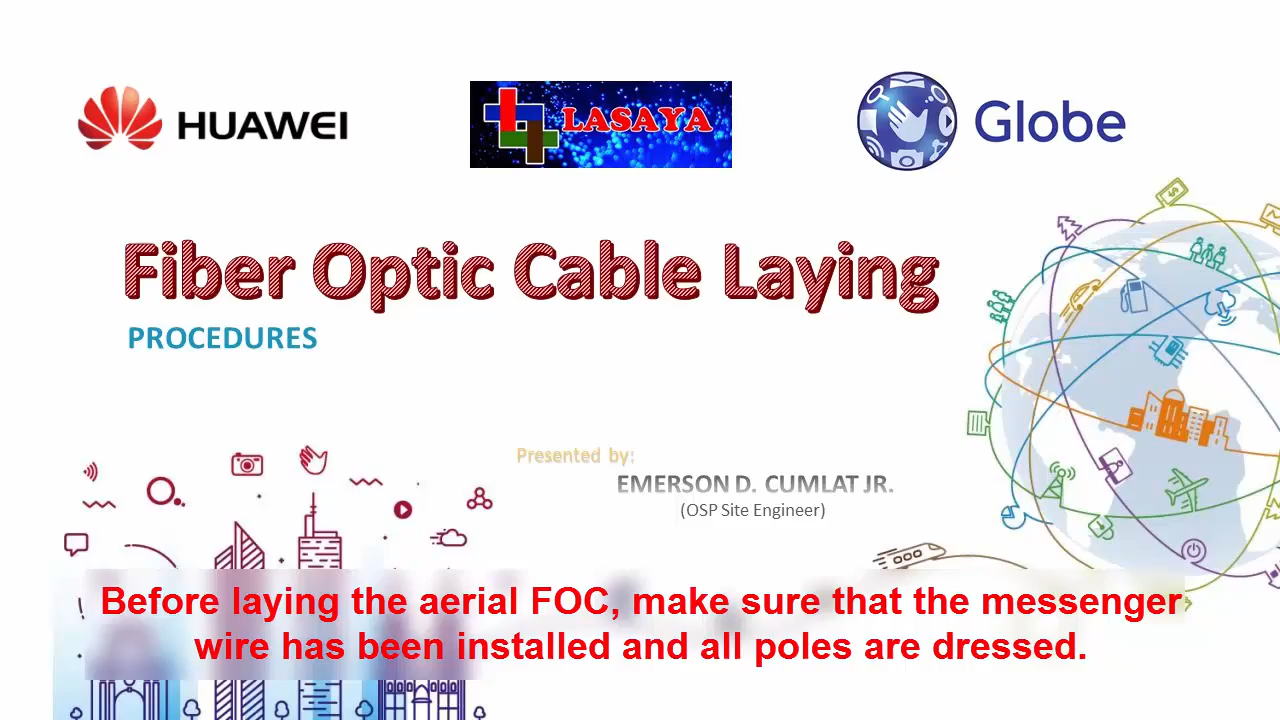 HUAWEI
LASAYA
Globe
Fiber Optic Cable Laying
PROCEDURES
Presented by:
EMERSON D. CUMLAT JR.
(OSP Site Engineer)
Before laying the aerial FOC, make sure that the messenger
wire has been installed and all poles are dressed.